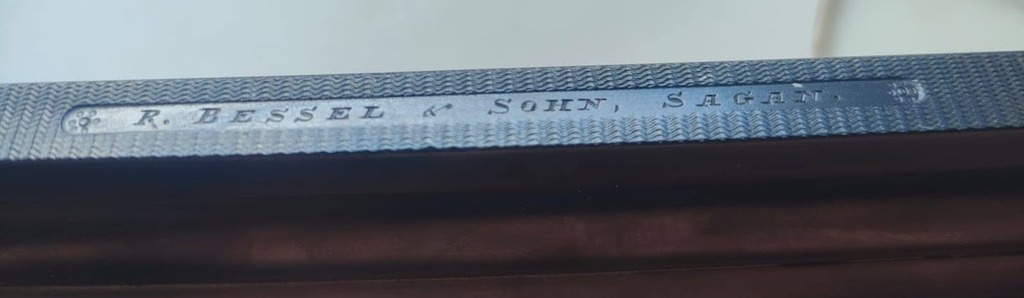 R. BESSEL & SOHN, SAGAN.